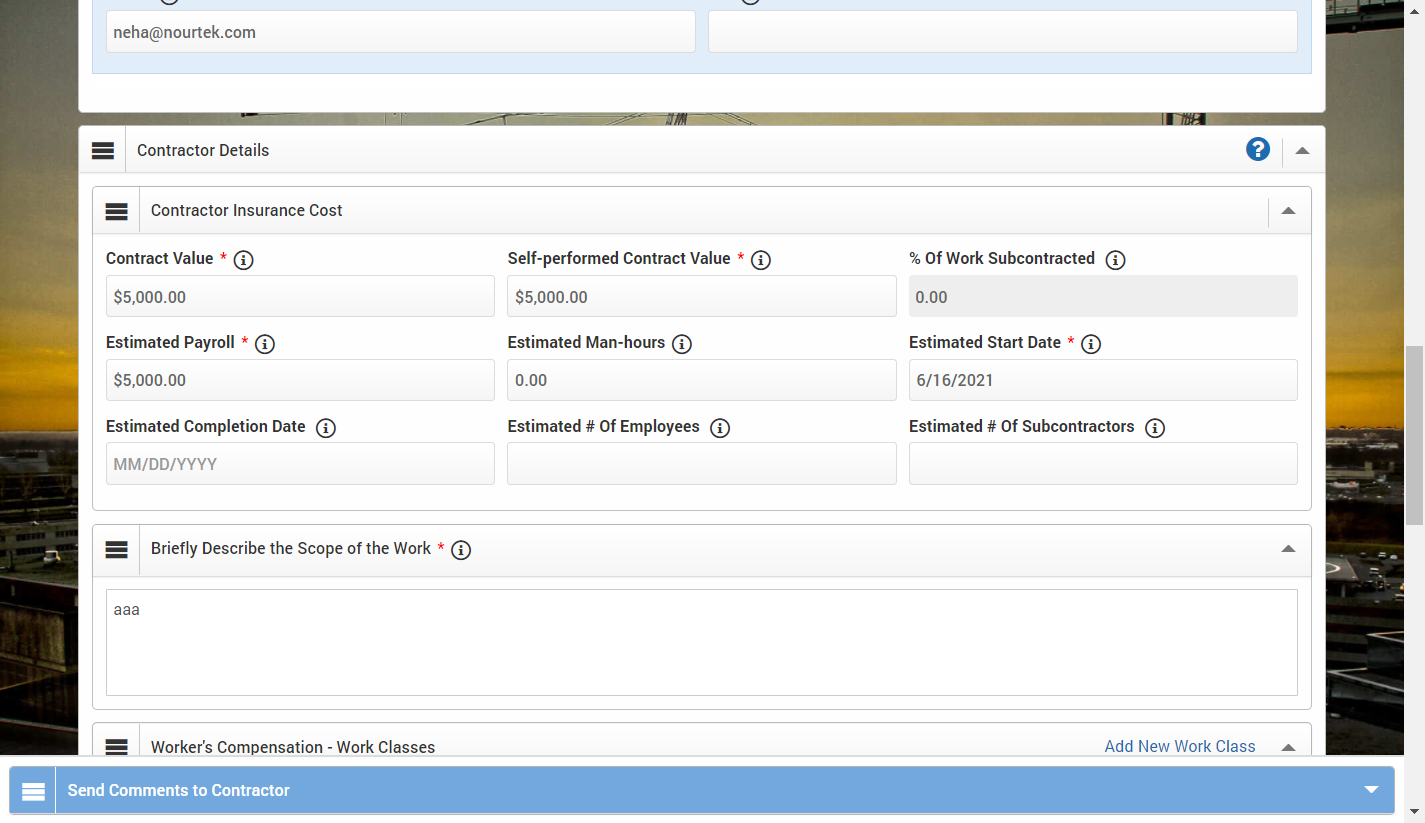 neha@nourtek.com
Contractor Details
Contractor Insurance Cost
Contract Value * Self-performed Contract Value * % Of Work Subcontracted
$5,000.00 $5,000.00 0.00
Estimated Payroll * Estimated Man-hours Estimated Start Date *
$5,000.00 0.00 6/16/2021
Estimated Completion Date Estimated # Of Employees Estimated # Of Subcontractors
MM/DD/YYYY
Briefly Describe the Scope of the Work *
aaa
Worker's Compensation - Work Classes Add New Work Class
Send Comments to Contractor